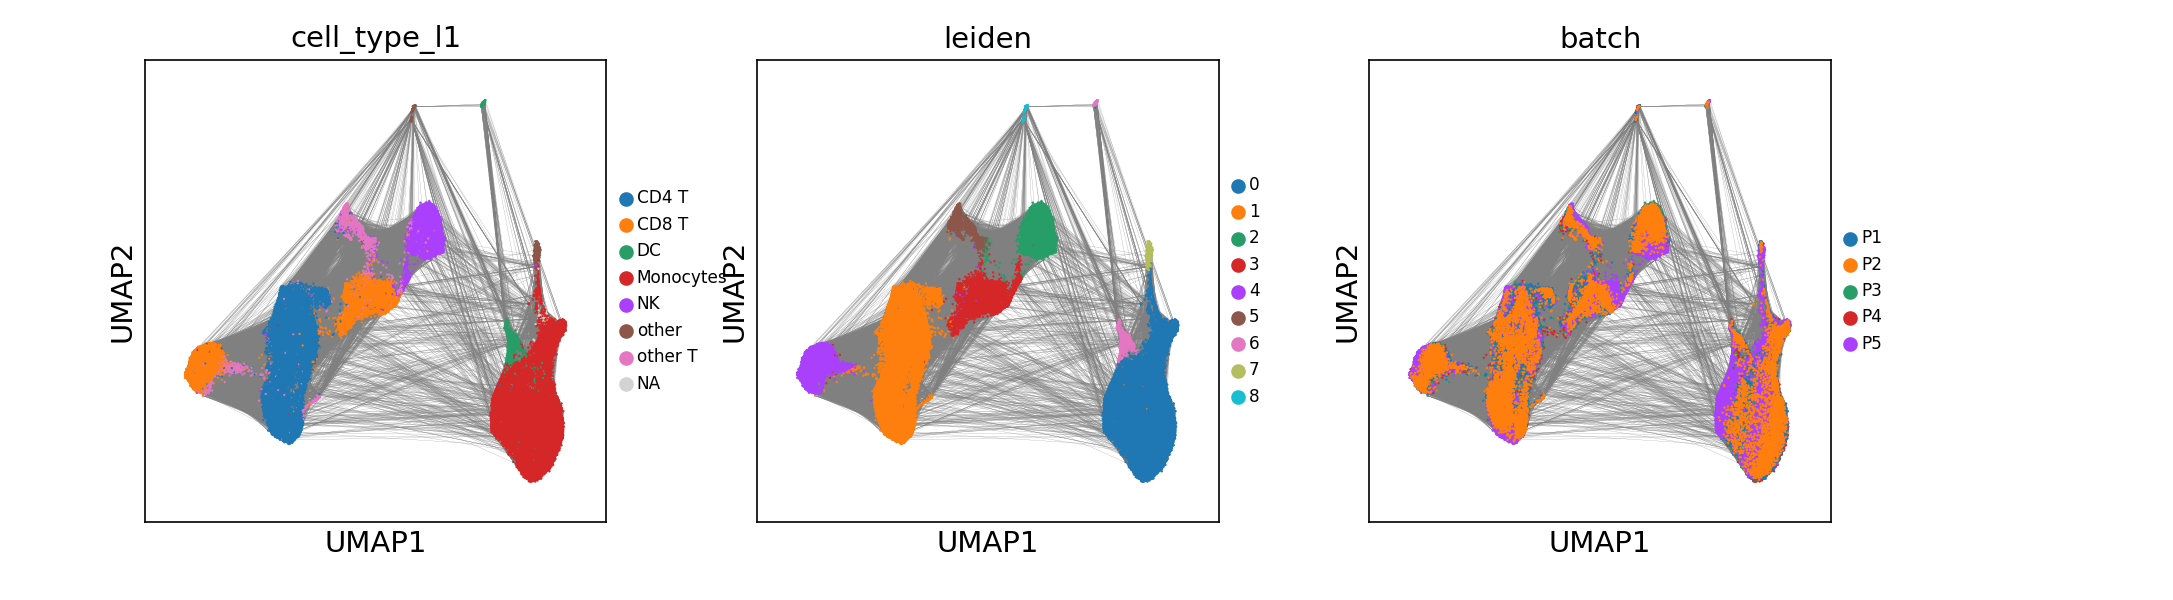 cell_type_l1
UMAP2
UMAP1
CD4 T
CD8 T
DC
Monocytes
NK
other
other T
NA
leiden
UMAP2
UMAP1
0
1
2
3
4
5
6
7
8
batch
UMAP2
UMAP1
P1
P2
P3
P4
P5